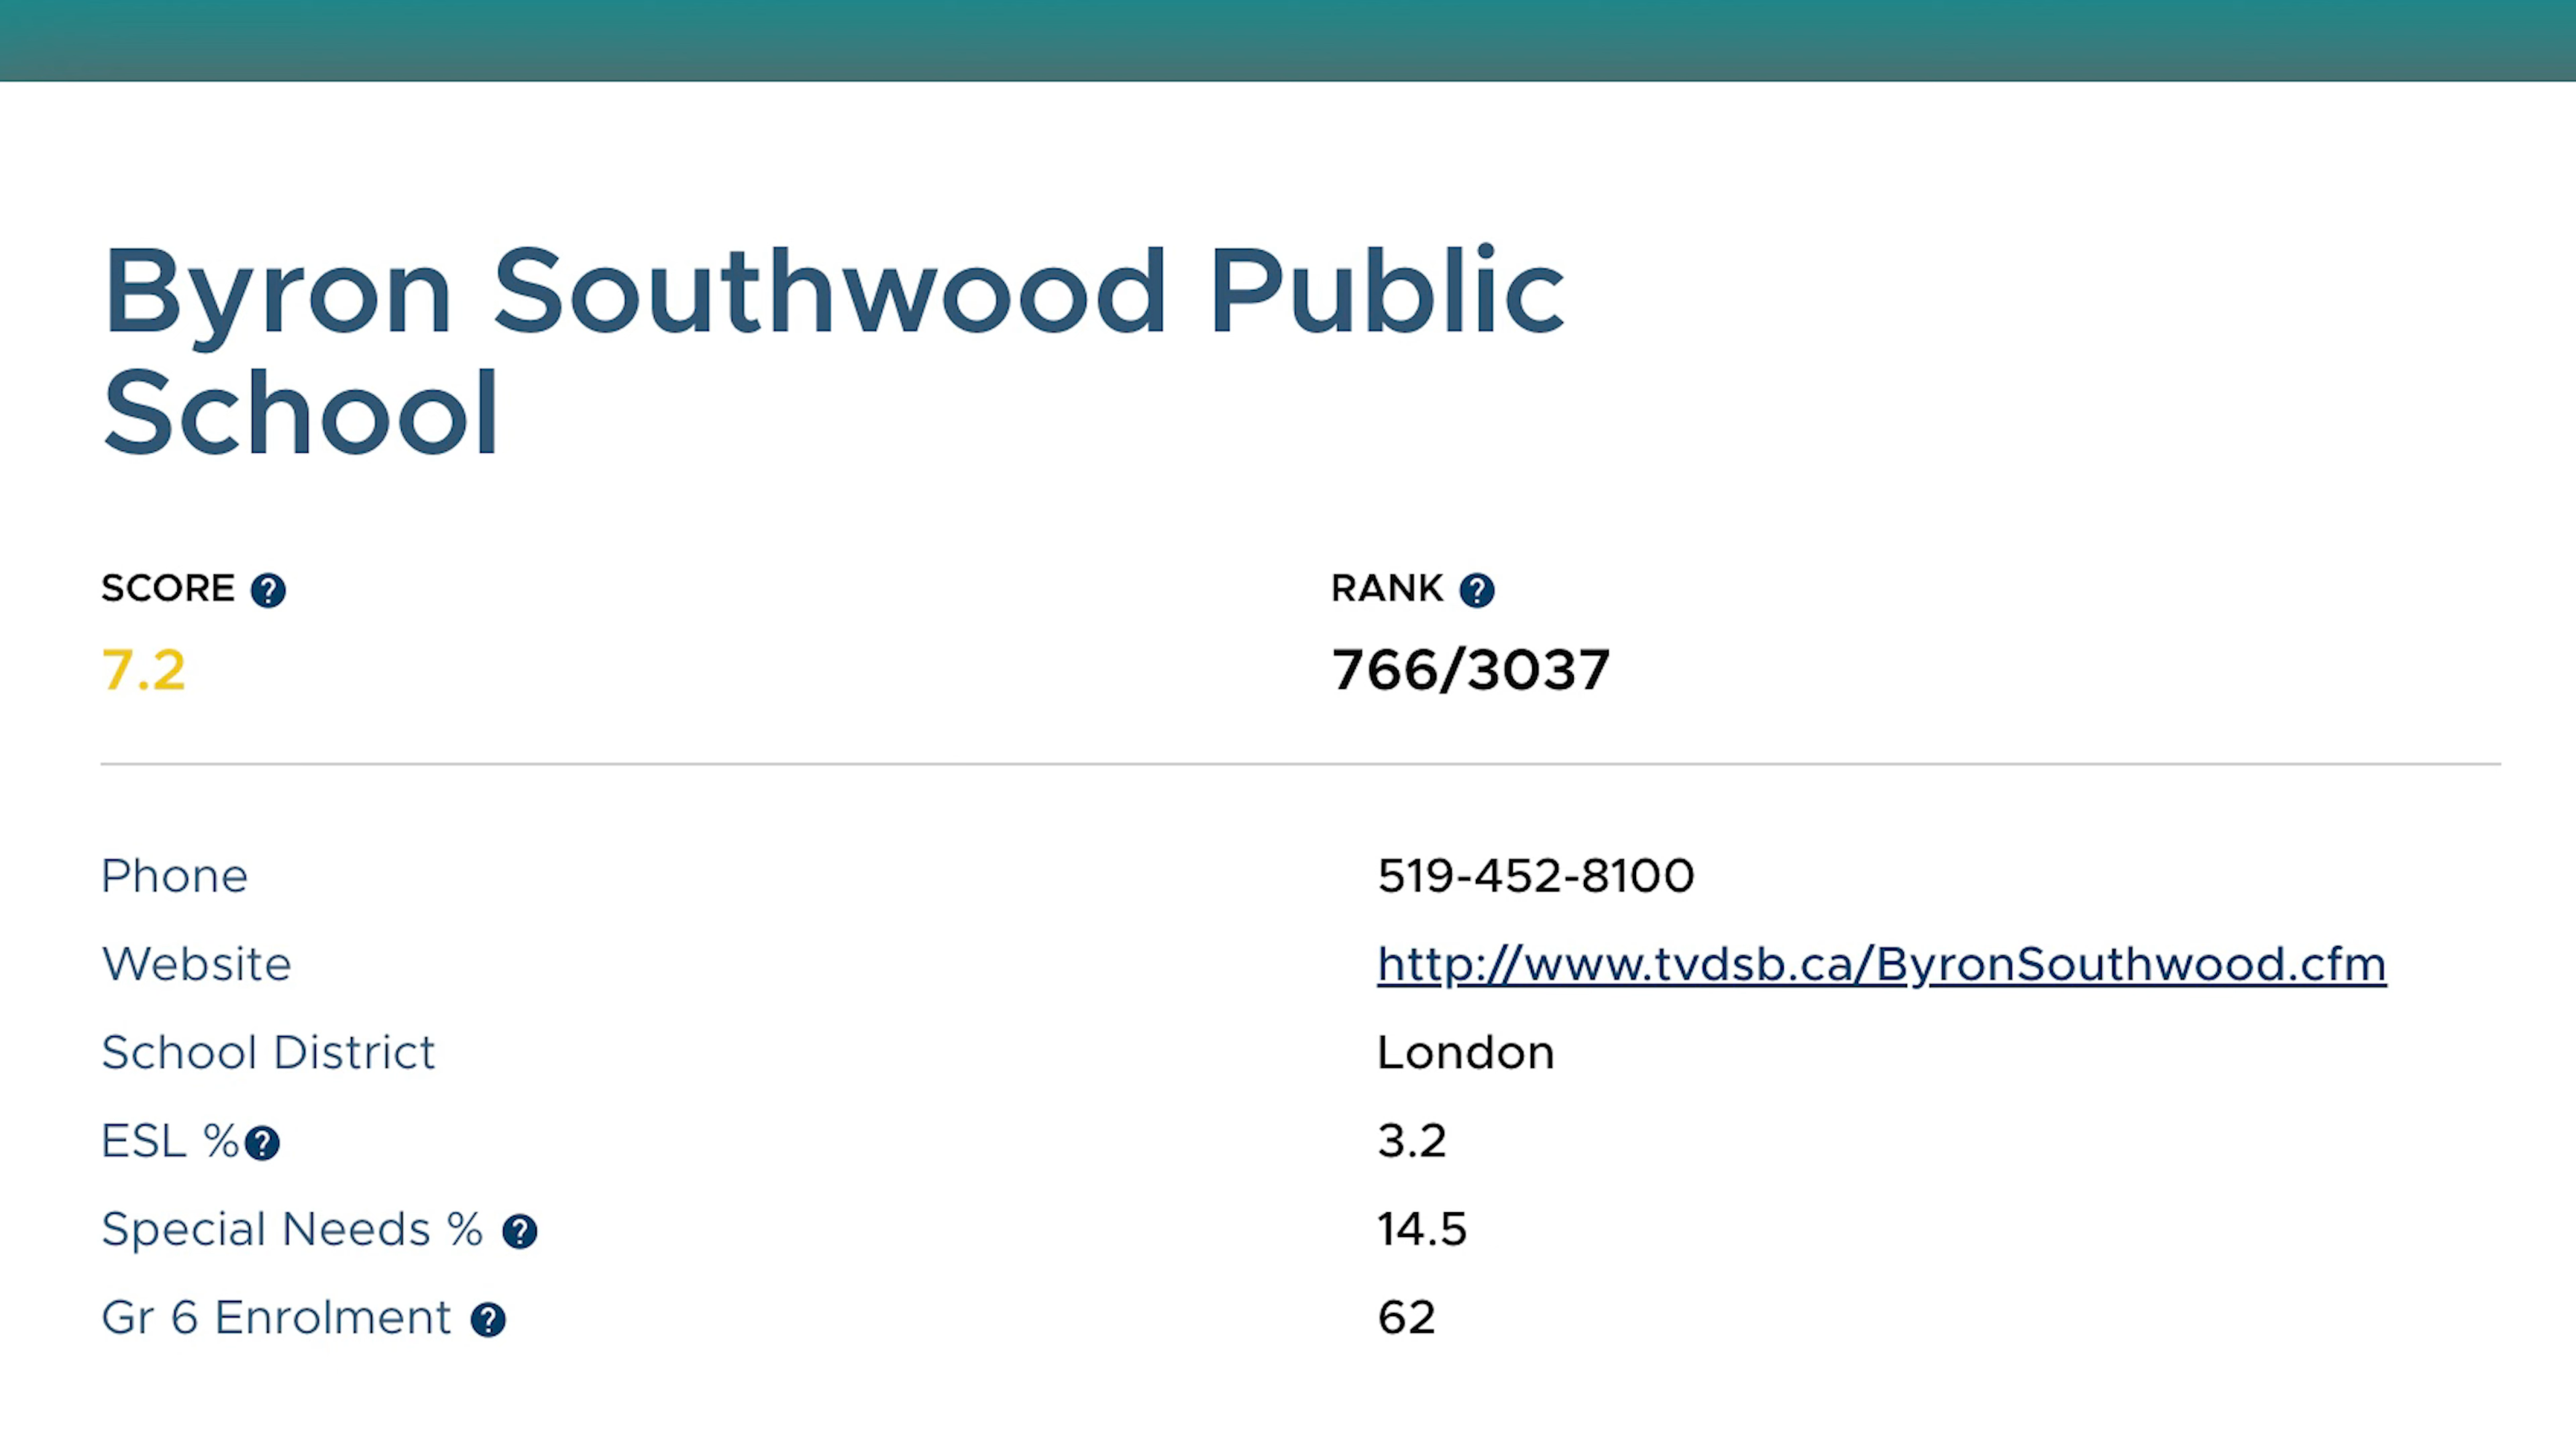 Byron Southwood Public
School
SCORE ?
RANK ?
7.2
766/3037
Phone
519-452-8100
Website
http://www.tvdsb.ca/ByronSouthwood.cfm
School District
London
ESL % ?
3.2
Special Needs % ?
14.5
Gr 6 Enrolment ?
62